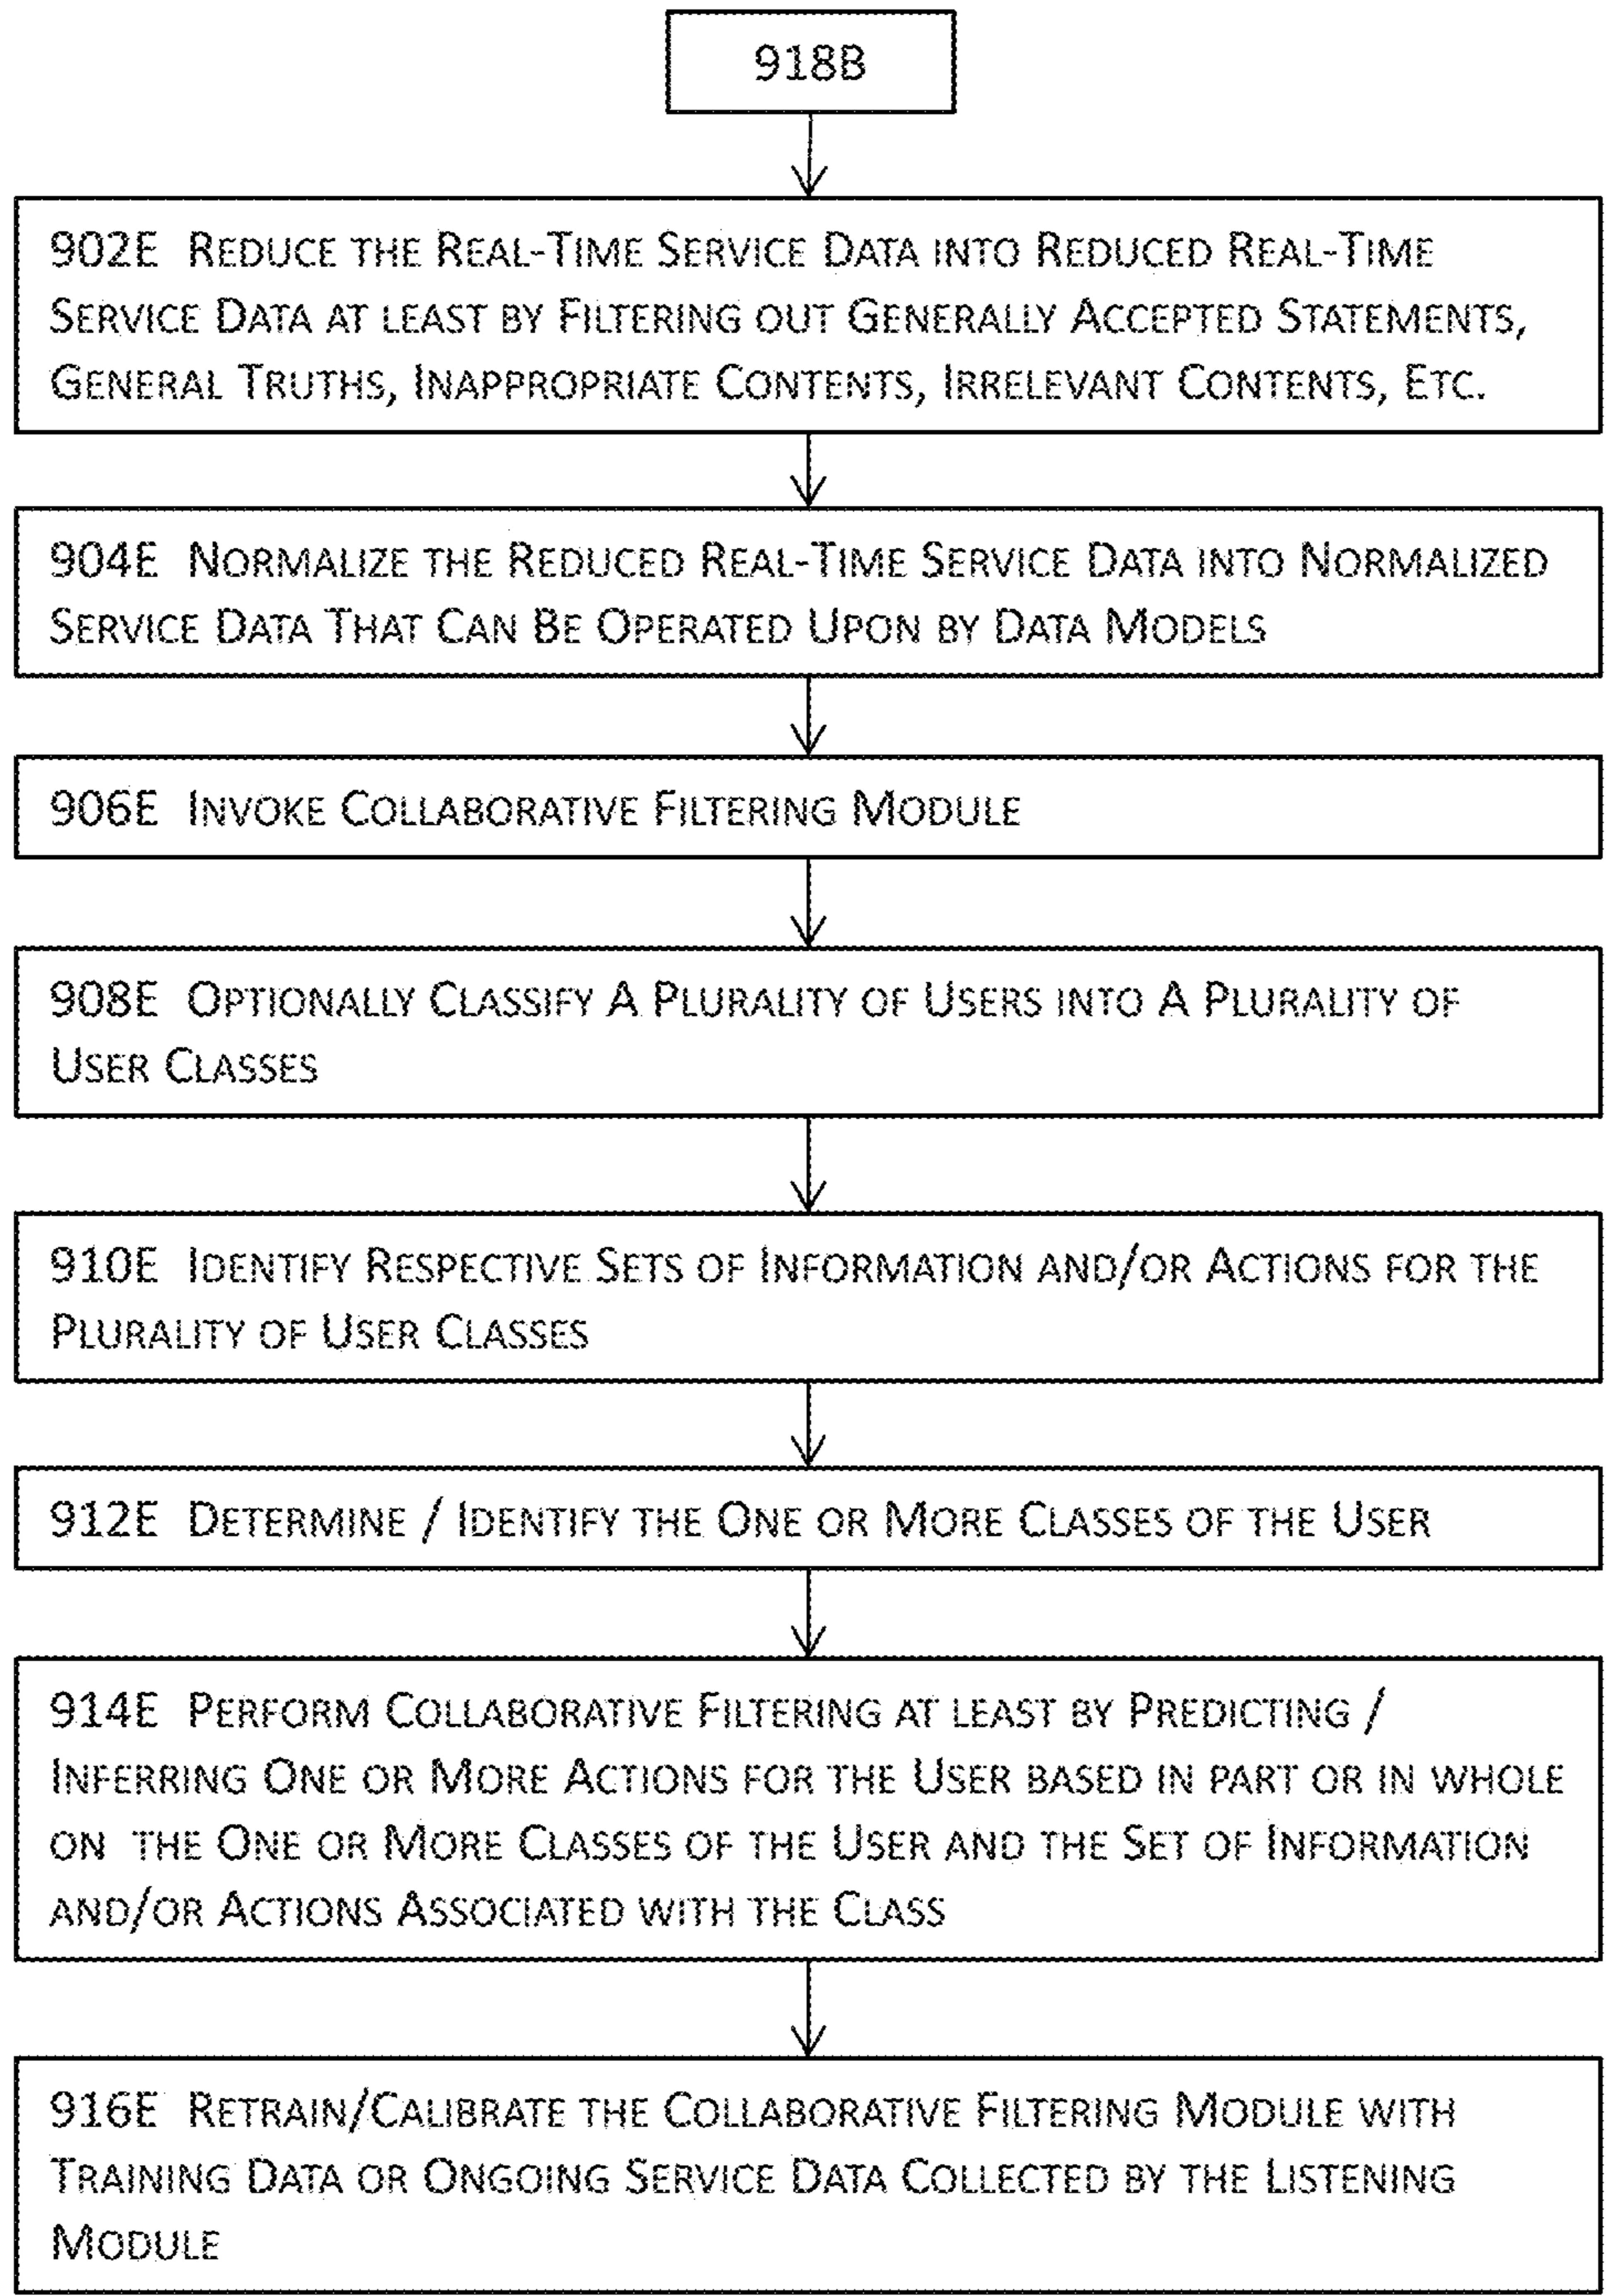 918B
902E Reduce the Real-Time Service Data into Reduced Real-Time
Service Data at least by Filtering out Generally Accepted Statements,
General Truths, Inappropriate Contents, Irrelevant Contents, Etc.
904E Normalize the Reduced Real-Time Service Data into Normalized
Service Data That Can Be Operated Upon by Data Models
906E Invoke Collaborative Filtering Module
908E Optionally Classify A Plurality of Users into A Plurality of
User Classes
910E Identify Respective Sets of Information and/or Actions for the
Plurality of User Classes
912E Determine / Identify the One or More Classes of the User
914E Perform Collaborative Filtering at least by Predicting /
Inferring One or More Actions for the User based in part or in whole
on the One or More Classes of the User and the Set of Information
and/or Actions Associated with the Class
916E Retrain/Calibrate the Collaborative Filtering Module with
Training Data or Ongoing Service Data Collected by the Listening
Module